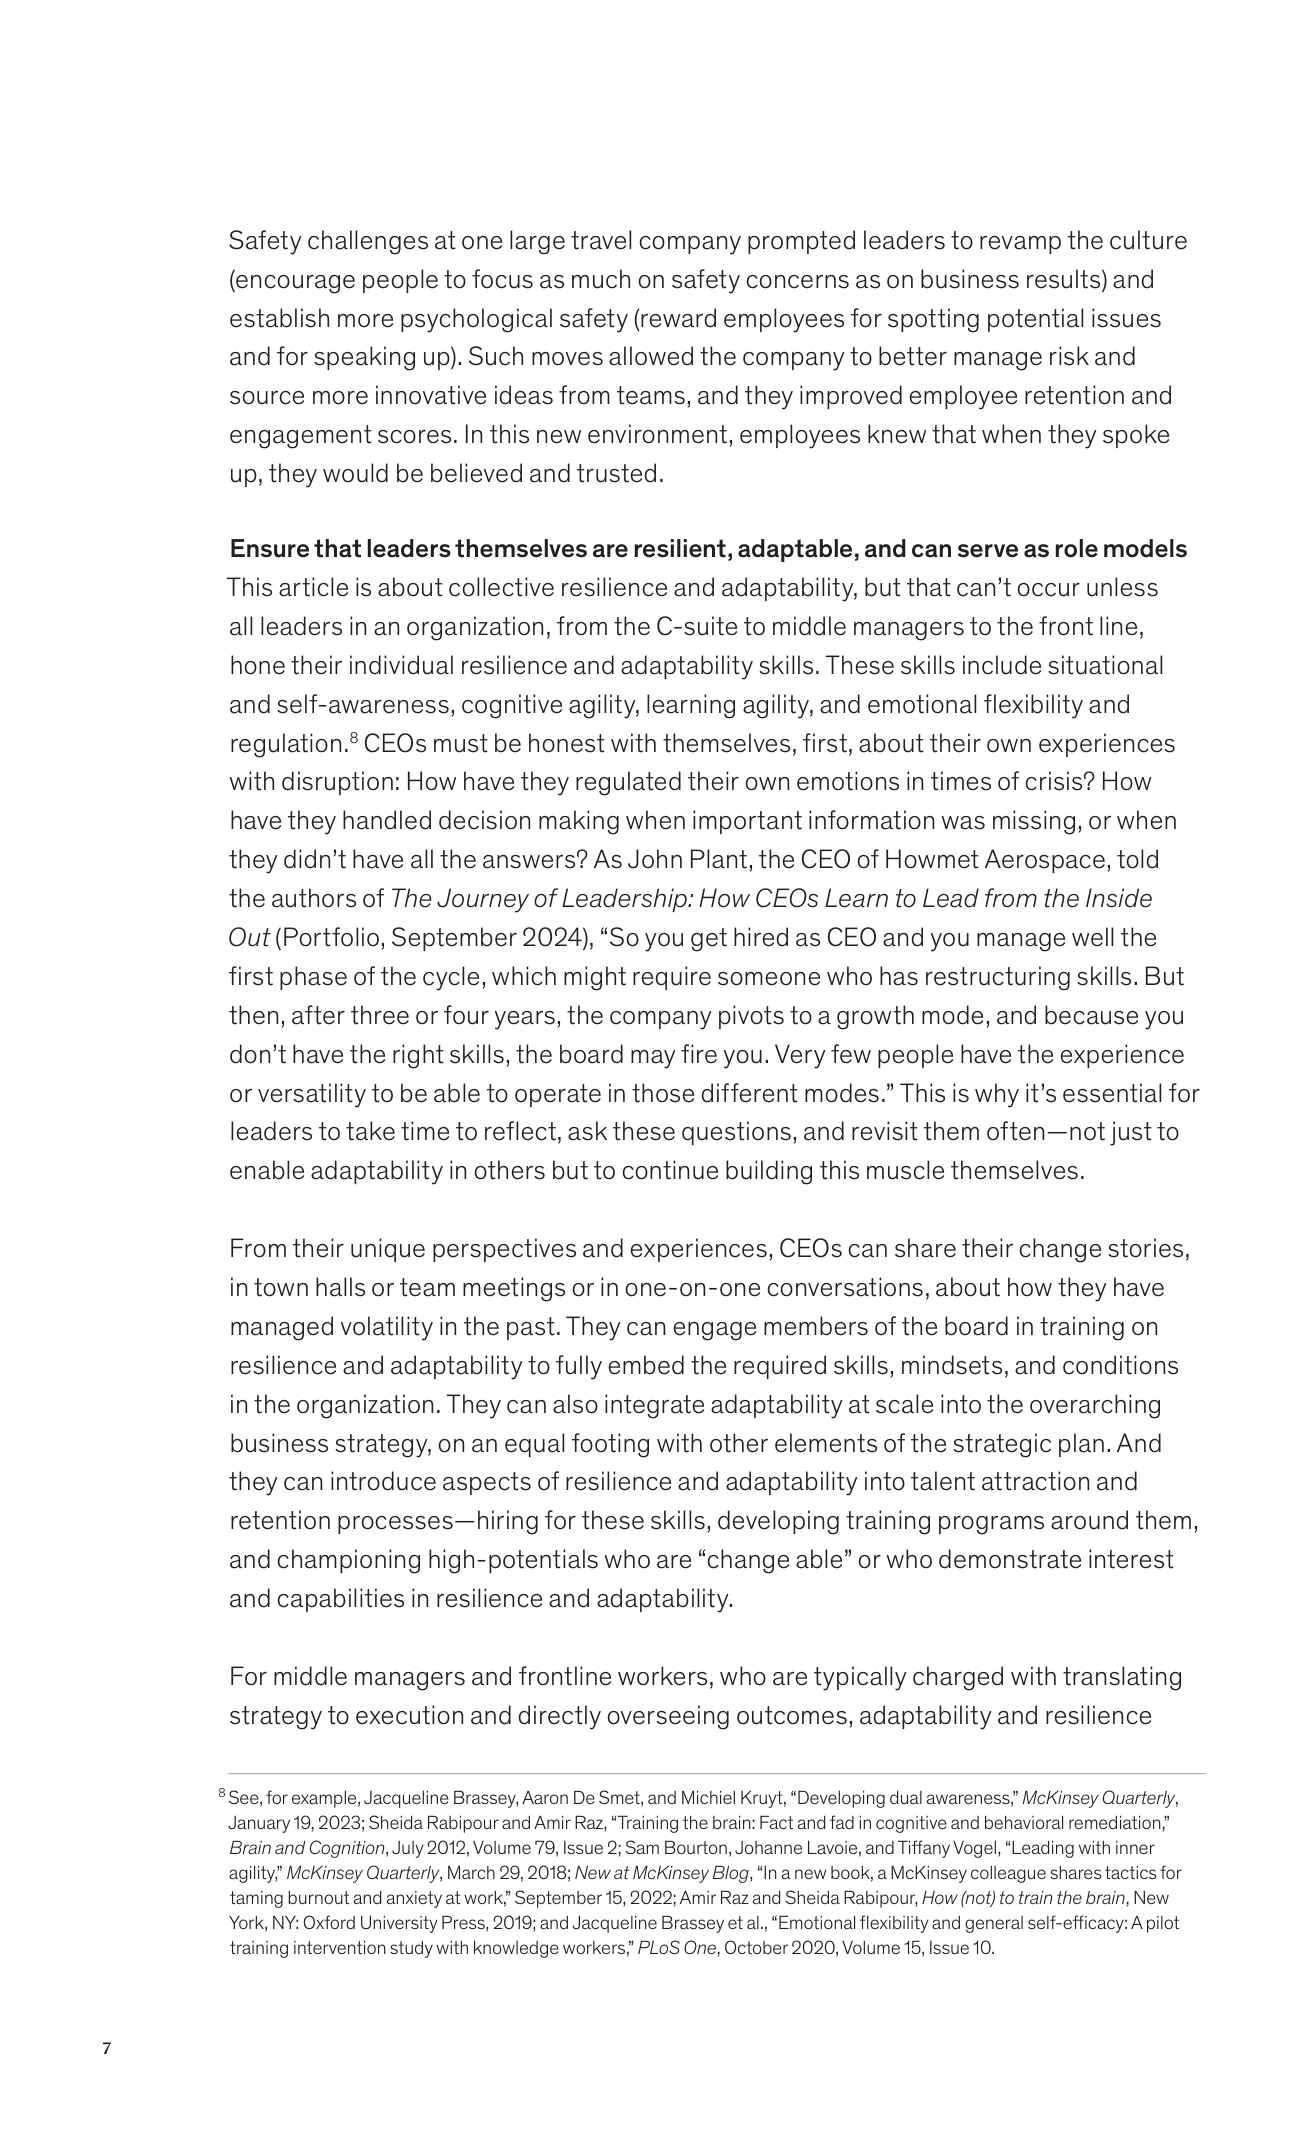 Safety challenges at one large travel company prompted leaders to revamp the culture
(encourage people to focus as much on safety concerns as on business results) and
establish more psychological safety (reward employees for spotting potential issues
and for speaking up). Such moves allowed the company to better manage risk and
source more innovative ideas from teams, and they improved employee retention and
engagement scores. In this new environment, employees knew that when they spoke
up, they would be believed and trusted.
Ensure that leaders themselves are resilient, adaptable, and can serve as role models
This article is about collective resilience and adaptability, but that can’t occur unless
all leaders in an organization, from the C-suite to middle managers to the front line,
hone their individual resilience and adaptability skills. These skills include situational
and self-awareness, cognitive agility, learning agility, and emotional flexibility and
regulation.⁸ CEOs must be honest with themselves, first, about their own experiences
with disruption: How have they regulated their own emotions in times of crisis? How
have they handled decision making when important information was missing, or when
they didn’t have all the answers? As John Plant, the CEO of Howmet Aerospace, told
the authors of The Journey of Leadership: How CEOs Learn to Lead from the Inside
Out (Portfolio, September 2024), “So you get hired as CEO and you manage well the
first phase of the cycle, which might require someone who has restructuring skills. But
then, after three or four years, the company pivots to a growth mode, and because you
don’t have the right skills, the board may fire you. Very few people have the experience
or versatility to be able to operate in those different modes.” This is why it’s essential for
leaders to take time to reflect, ask these questions, and revisit them often—not just to
enable adaptability in others but to continue building this muscle themselves.
From their unique perspectives and experiences, CEOs can share their change stories,
in town halls or team meetings or in one-on-one conversations, about how they have
managed volatility in the past. They can engage members of the board in training on
resilience and adaptability to fully embed the required skills, mindsets, and conditions
in the organization. They can also integrate adaptability at scale into the overarching
business strategy, on an equal footing with other elements of the strategic plan. And
they can introduce aspects of resilience and adaptability into talent attraction and
retention processes—hiring for these skills, developing training programs around them,
and championing high-potentials who are “change able” or who demonstrate interest
and capabilities in resilience and adaptability.
For middle managers and frontline workers, who are typically charged with translating
strategy to execution and directly overseeing outcomes, adaptability and resilience
⁸ See, for example, Jacqueline Brassey, Aaron De Smet, and Michiel Kruyt, “Developing dual awareness,” McKinsey Quarterly,
January 19, 2023; Sheida Rabipour and Amir Raz, “Training the brain: Fact and fad in cognitive and behavioral remediation,”
Brain and Cognition, July 2012, Volume 79, Issue 2; Sam Bourton, Johanne Lavoie, and Tiffany Vogel, “Leading with inner
agility,” McKinsey Quarterly, March 29, 2018; New at McKinsey Blog, “In a new book, a McKinsey colleague shares tactics for
taming burnout and anxiety at work,” September 15, 2022; Amir Raz and Sheida Rabipour, How (not) to train the brain, New
York, NY: Oxford University Press, 2019; and Jacqueline Brassey et al., “Emotional flexibility and general self-efficacy: A pilot
training intervention study with knowledge workers,” PLoS One, October 2020, Volume 15, Issue 10.
7